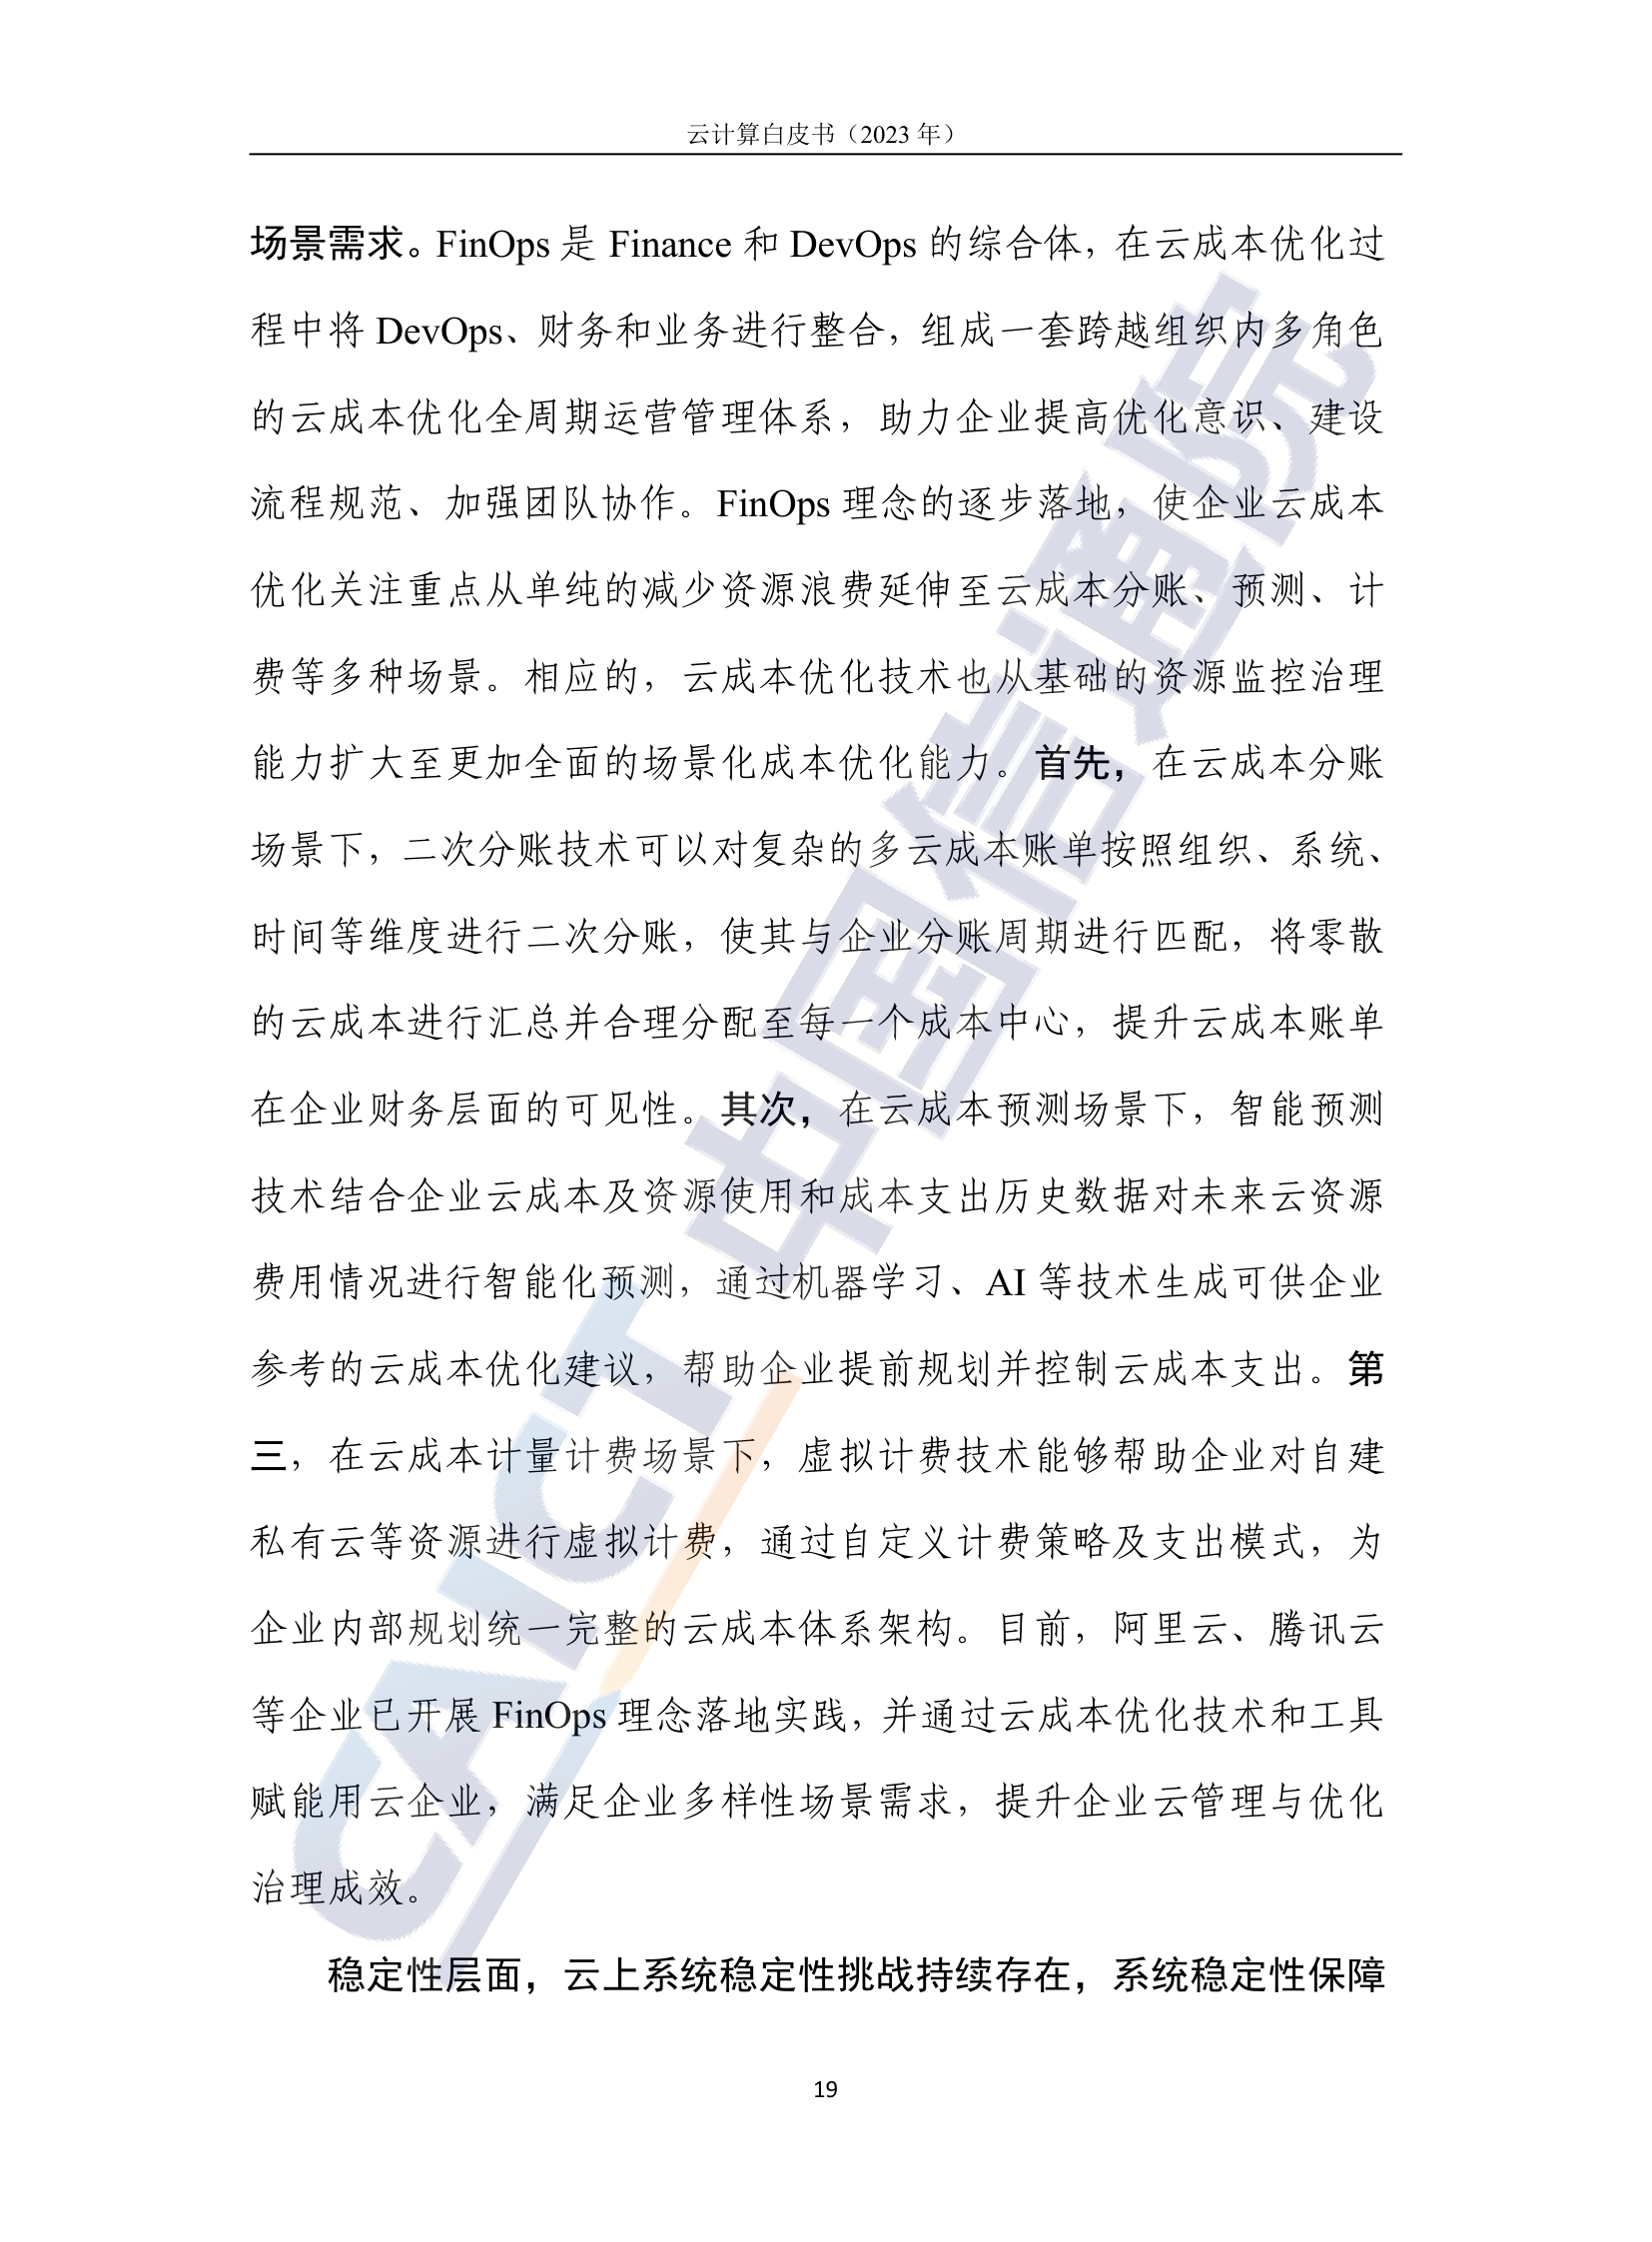 云计算白皮书（2023 年）
场景需求。FinOps 是 Finance 和 DevOps 的综合体，在云成本优化过
程中将 DevOps、财务和业务进行整合，组成一套跨越组织内多角色
的云成本优化全周期运营管理体系，助力企业提高优化意识、建设
流程规范、加强团队协作。FinOps 理念的逐步落地，使企业云成本
优化关注重点从单纯的减少资源浪费延伸至云成本分账、预测、计
费等多种场景。相应的，云成本优化技术也从基础的资源监控治理
能力扩大至更加全面的场景化成本优化能力。首先，在云成本分账
场景下，二次分账技术可以对复杂的多云成本账单按照组织、系统、
时间等维度进行二次分账，使其与企业分账周期进行匹配，将零散
的云成本进行汇总并合理分配至每一个成本中心，提升云成本账单
在企业财务层面的可见性。其次，在云成本预测场景下，智能预测
技术结合企业云成本及资源使用和成本支出历史数据对未来云资源
费用情况进行智能化预测，通过机器学习、AI 等技术生成可供企业
参考的云成本优化建议，帮助企业提前规划并控制云成本支出。第
三，在云成本计量计费场景下，虚拟计费技术能够帮助企业对自建
私有云等资源进行虚拟计费，通过自定义计费策略及支出模式，为
企业内部规划统一完整的云成本体系架构。目前，阿里云、腾讯云
等企业已开展 FinOps 理念落地实践，并通过云成本优化技术和工具
赋能用云企业，满足企业多样性场景需求，提升企业云管理与优化
治理成效。
稳定性层面，云上系统稳定性挑战持续存在，系统稳定性保障
19
CAICT 中国信通院